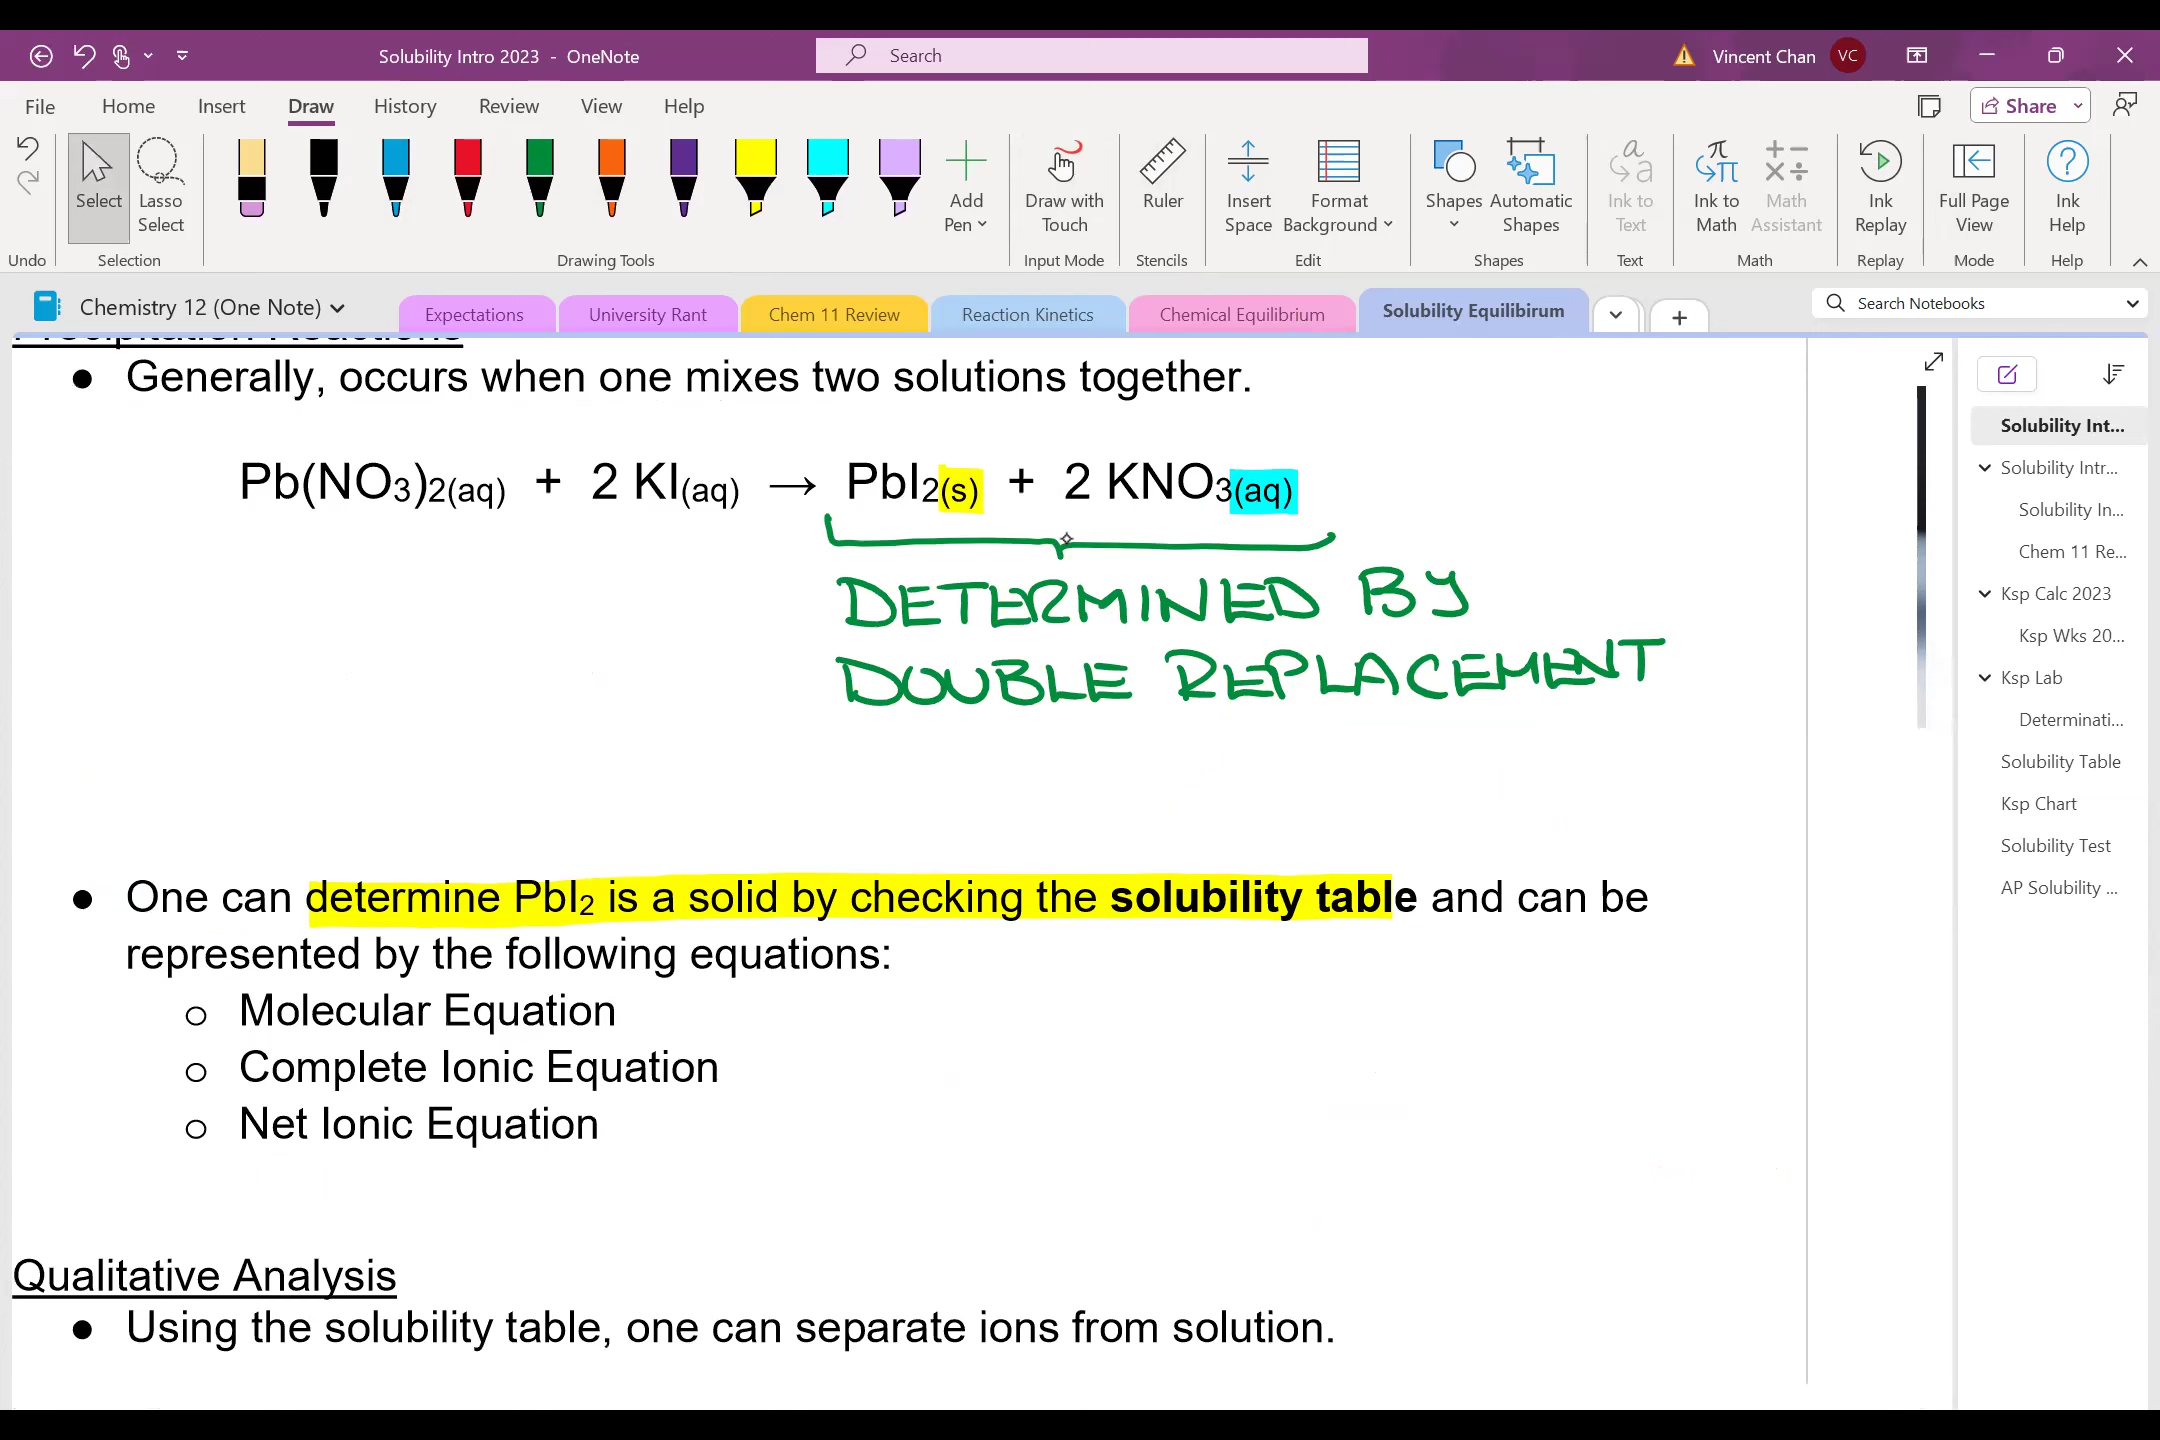 Solubility Intro 2023 - OneNote
Search
Vincent Chan VC
File Home Insert Draw History Review View Help
Share
Select
Lasso Select
Add Pen
Draw with Touch
Ruler
Insert Space
Format Background
Shapes
Automatic Shapes
Ink to Text
Ink to Math
Math Assistant
Ink Replay
Full Page View
Ink Help
Undo Selection Drawing Tools Input Mode Stencils Edit Shapes Text Math Replay Mode Help
Chemistry 12 (One Note)
Expectations University Rant Chem 11 Review Reaction Kinetics Chemical Equilibrium Solubility Equilibirum
Search Notebooks
Precipitation Reactions
● Generally, occurs when one mixes two solutions together.
Pb(NO₃)₂(aq) + 2 KI(aq) → PbI₂(s) + 2 KNO₃(aq)
DETERMINED BY
DOUBLE REPLACEMENT
● One can determine PbI₂ is a solid by checking the solubility table and can be
represented by the following equations:
o Molecular Equation
o Complete Ionic Equation
o Net Ionic Equation
Qualitative Analysis
● Using the solubility table, one can separate ions from solution.
Solubility Int...
Solubility Intr...
Solubility In...
Chem 11 Re...
Ksp Calc 2023
Ksp Wks 20...
Ksp Lab
Determinati...
Solubility Table
Ksp Chart
Solubility Test
AP Solubility ...